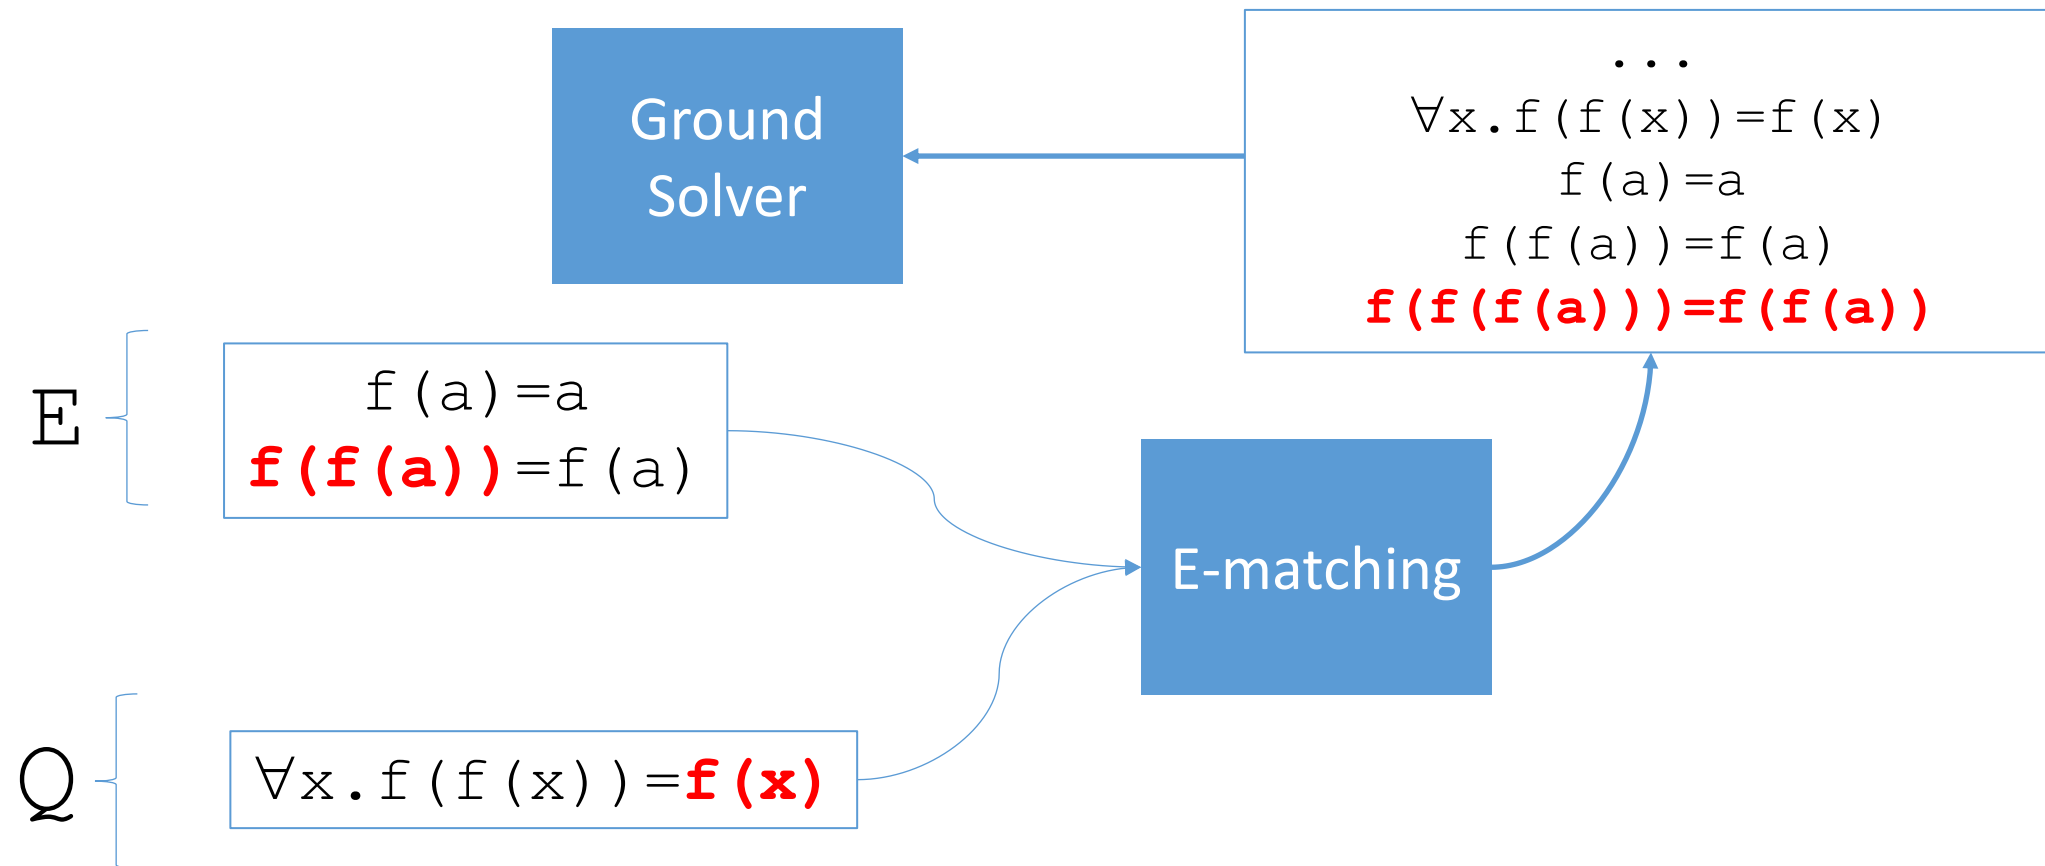 Ground
Solver
...
∀x.f(f(x))=f(x)
f(a)=a
f(f(a))=f(a)
f(f(f(a)))=f(f(a))
E
f(a)=a
f(f(a))=f(a)
E-matching
Q
∀x.f(f(x))=f(x)